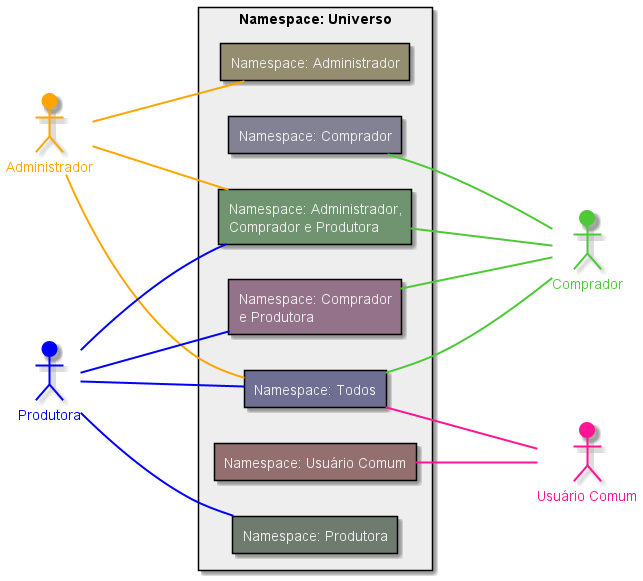 Namespace: Universo
Namespace: Administrador
Namespace: Comprador
Administrador
Namespace: Administrador,
Comprador e Produtora
Comprador
Namespace: Comprador
e Produtora
Namespace: Todos
Produtora
Namespace: Usuário Comum
Usuário Comum
Namespace: Produtora